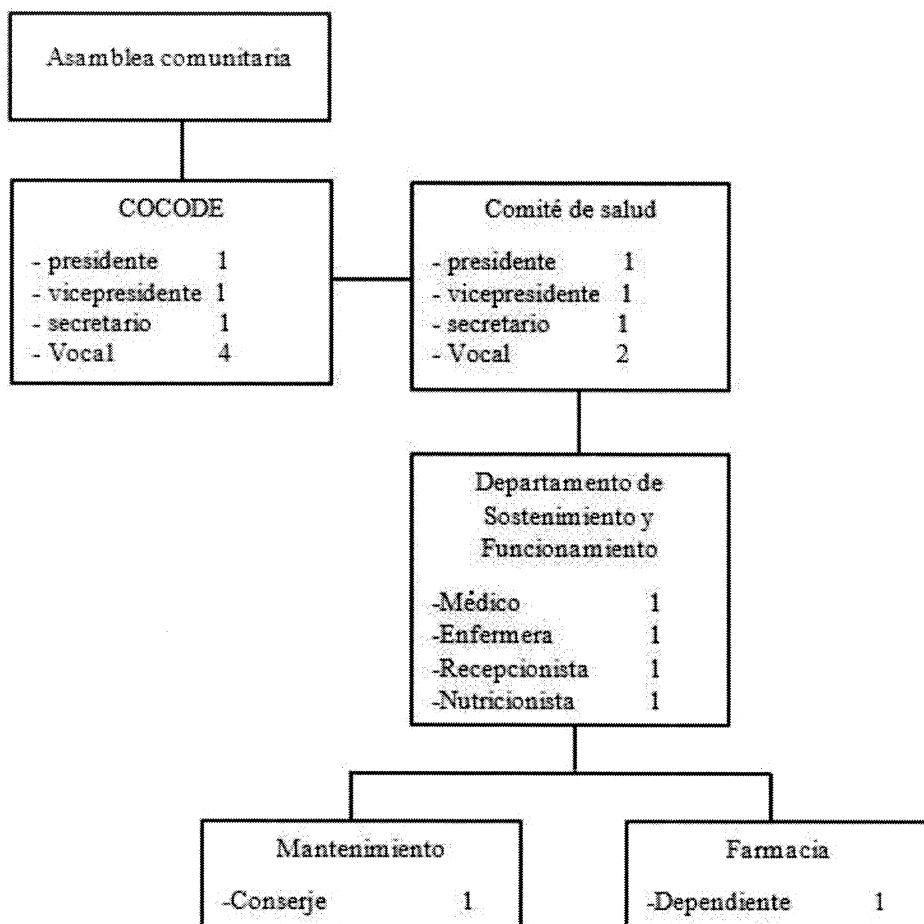 Asamblea comunitaria
COCODE
- presidente 1
- vicepresidente 1
- secretario 1
- Vocal 4
Comité de salud
- presidente 1
- vicepresidente 1
- secretario 1
- Vocal 2
Departamento de
Sostenimiento y
Funcionamiento
-Médico 1
-Enfermera 1
-Recepcionista 1
-Nutricionista 1
Mantenimiento
-Conserje 1
Farmacia
-Dependiente 1